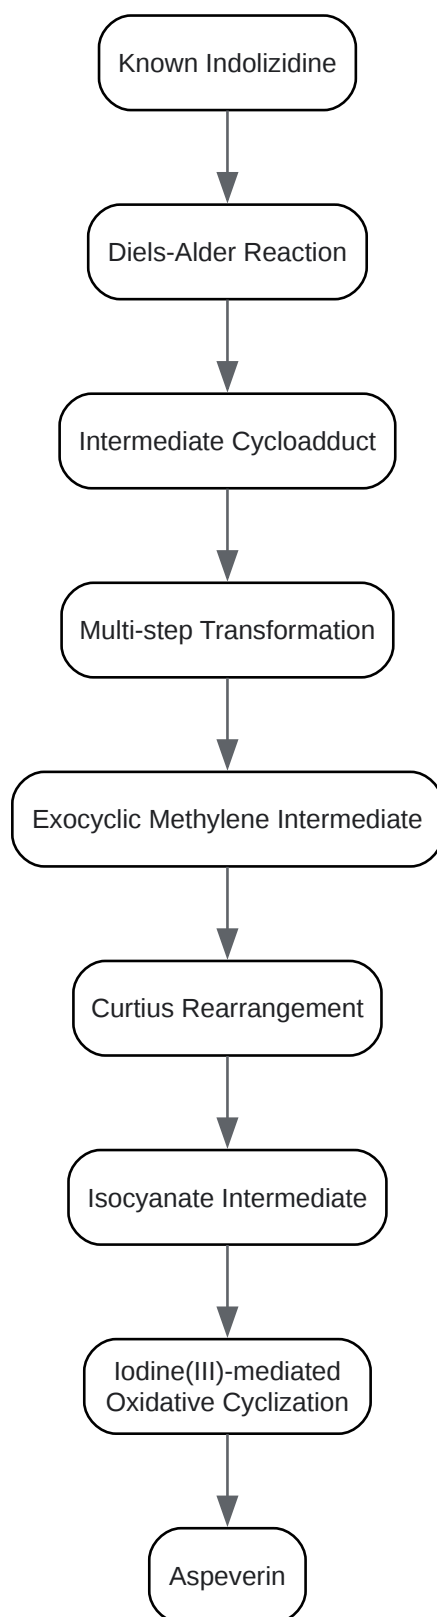 Known Indolizidine
Diels-Alder Reaction
Intermediate Cycloadduct
Multi-step Transformation
Exocyclic Methylene Intermediate
Curtius Rearrangement
Isocyanate Intermediate
Iodine(III)-mediated
Oxidative Cyclization
Aspeverin